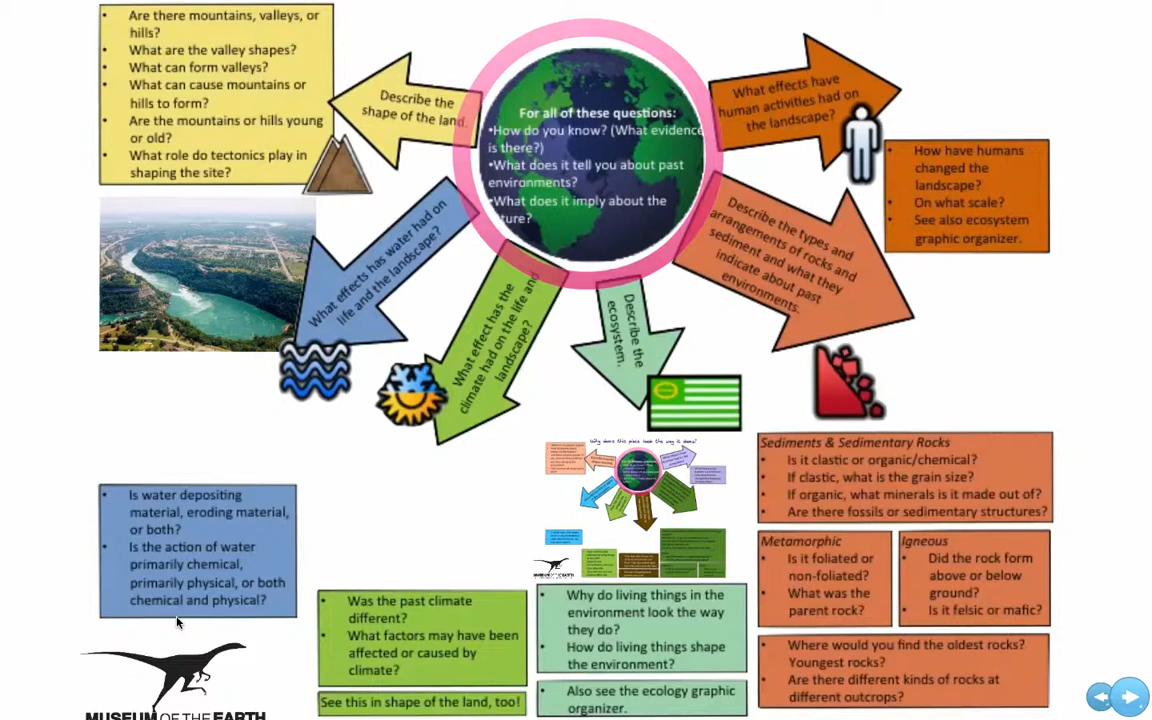 • Are there mountains, valleys, or
hills?
• What are the valley shapes?
• What can form valleys?
• What can cause mountains or
hills to form?
• Are the mountains or hills young
or old?
• What role do tectonics play in
shaping the site?
Describe the
shape of the land.
For all of these questions:
•How do you know? (What evidence
is there?)
•What does it tell you about past
environments?
•What does it imply about the
What effects have
human activities had on
the landscape?
• How have humans
changed the
landscape?
• On what scale?
• See also ecosystem
graphic organizer.
What effects has water had on
life and the landscape?
What effect has the
climate had on the life and
landscape?
Describe the
ecosystem.
Describe the types and
arrangements of rocks and
sediment and what they
indicate about past
environments.
Why does this place look the way it does?
Sediments & Sedimentary Rocks
• Is it clastic or organic/chemical?
• If clastic, what is the grain size?
• If organic, what minerals is it made out of?
• Are there fossils or sedimentary structures?
Metamorphic
• Is it foliated or
non-foliated?
• What was the
parent rock?
Igneous
• Did the rock form
above or below
ground?
• Is it felsic or mafic?
• Where would you find the oldest rocks?
Youngest rocks?
• Are there different kinds of rocks at
different outcrops?
• Is water depositing
material, eroding material,
or both?
• Is the action of water
primarily chemical,
primarily physical, or both
chemical and physical?
• Was the past climate
different?
• What factors may have been
affected or caused by
climate?
See this in shape of the land, too!
• Why do living things in the
environment look the way
they do?
• How do living things shape
the environment?
• Also see the ecology graphic
organizer.
MUSEUM OF THE EARTH
MUSEUM OF THE EARTH